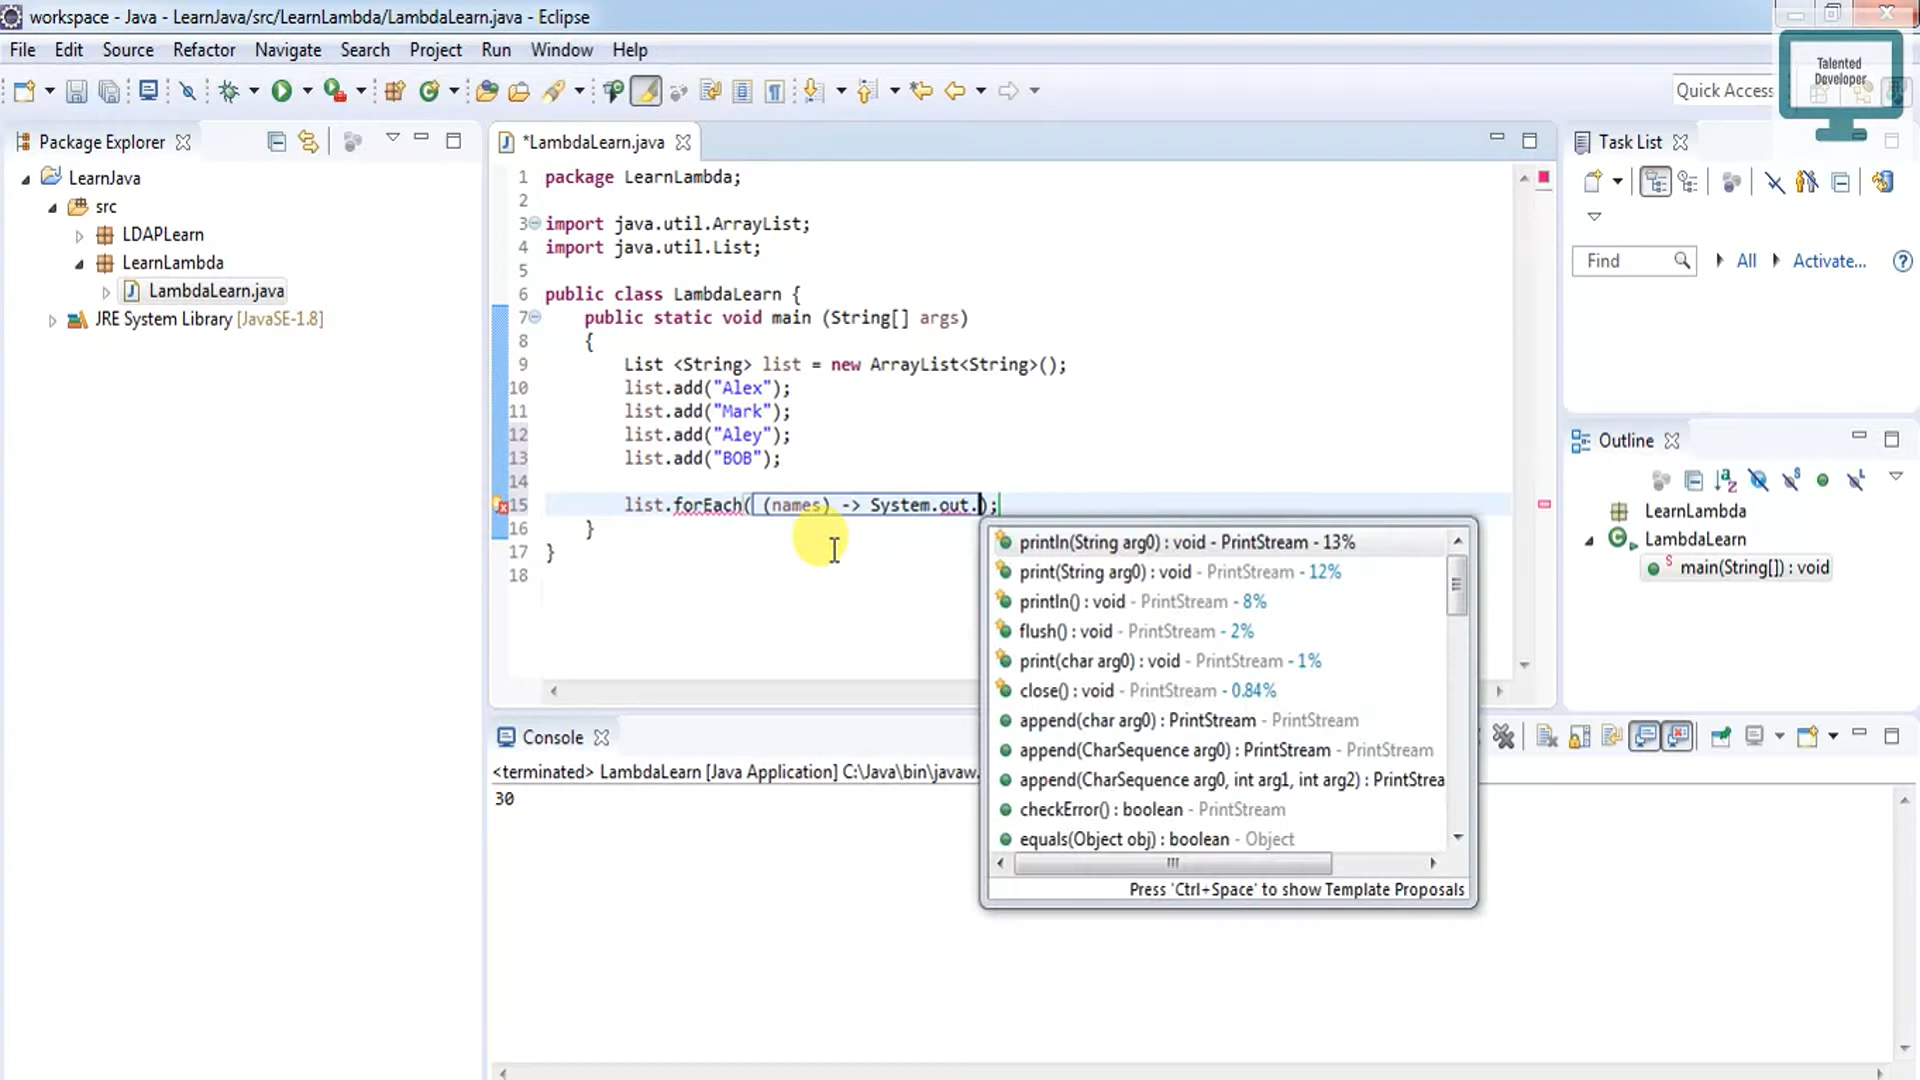 workspace - Java - LearnJava/src/LearnLambda/LambdaLearn.java - Eclipse
File Edit Source Refactor Navigate Search Project Run Window Help
Talented
Developer
Quick Access
Package Explorer
LearnJava
src
LDAPLearn
LearnLambda
LambdaLearn.java
JRE System Library [JavaSE-1.8]
*LambdaLearn.java
1 package LearnLambda;
2
3 import java.util.ArrayList;
4 import java.util.List;
5
6 public class LambdaLearn {
7 public static void main (String[] args)
8 {
9 List <String> list = new ArrayList<String>();
10 list.add("Alex");
11 list.add("Mark");
12 list.add("Aley");
13 list.add("BOB");
14
15 list.forEach( (names) -> System.out.);
16 }
17 }
18
println(String arg0) : void - PrintStream - 13%
print(String arg0) : void - PrintStream - 12%
println() : void - PrintStream - 8%
flush() : void - PrintStream - 2%
print(char arg0) : void - PrintStream - 1%
close() : void - PrintStream - 0.84%
append(char arg0) : PrintStream - PrintStream
append(CharSequence arg0) : PrintStream - PrintStream
append(CharSequence arg0, int arg1, int arg2) : PrintStrea
checkError() : boolean - PrintStream
equals(Object obj) : boolean - Object
Press 'Ctrl+Space' to show Template Proposals
Task List
Find
All
Activate...
Outline
LearnLambda
LambdaLearn
main(String[]) : void
Console
<terminated> LambdaLearn [Java Application] C:\Java\bin\javaw.
30